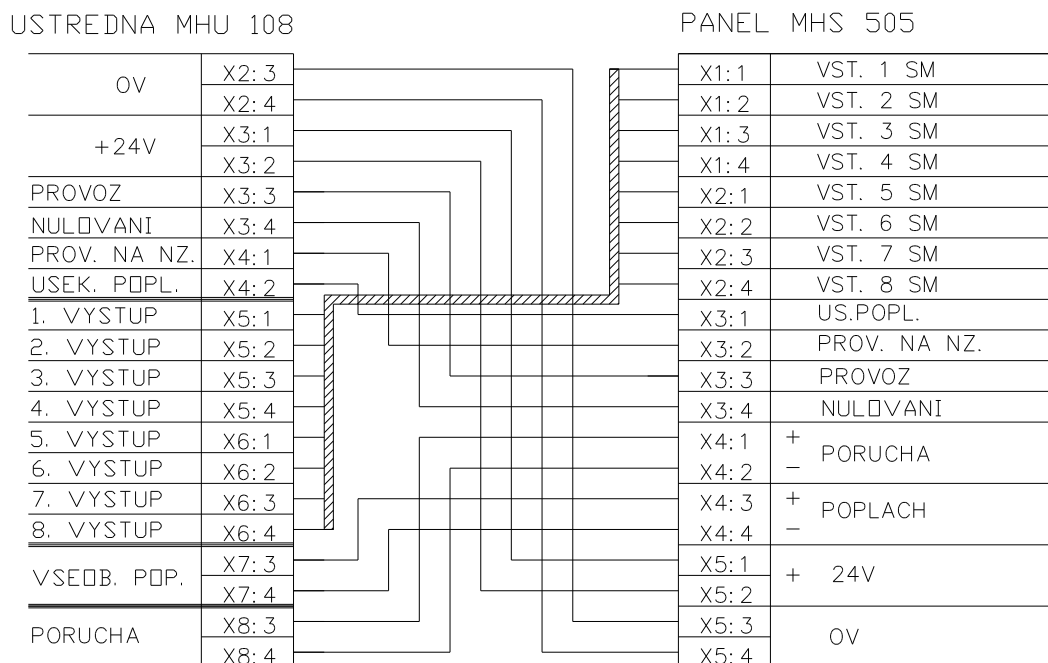 USTREDNA MHU 108
0V
X2:3
X2:4
+24V
X3:1
X3:2
PROVOZ X3:3
NULOVANI X3:4
PROV. NA NZ. X4:1
USEK. POPL. X4:2
1. VYSTUP X5:1
2. VYSTUP X5:2
3. VYSTUP X5:3
4. VYSTUP X5:4
5. VYSTUP X6:1
6. VYSTUP X6:2
7. VYSTUP X6:3
8. VYSTUP X6:4
VSEOB. POP.
X7:3
X7:4
PORUCHA
X8:3
X8:4
PANEL MHS 505
X1:1 VST. 1 SM
X1:2 VST. 2 SM
X1:3 VST. 3 SM
X1:4 VST. 4 SM
X2:1 VST. 5 SM
X2:2 VST. 6 SM
X2:3 VST. 7 SM
X2:4 VST. 8 SM
X3:1 US.POPL.
X3:2 PROV. NA NZ.
X3:3 PROVOZ
X3:4 NULOVANI
X4:1 +
PORUCHA
X4:2 –
X4:3 +
POPLACH
X4:4 –
X5:1
+ 24V
X5:2
X5:3
0V
X5:4